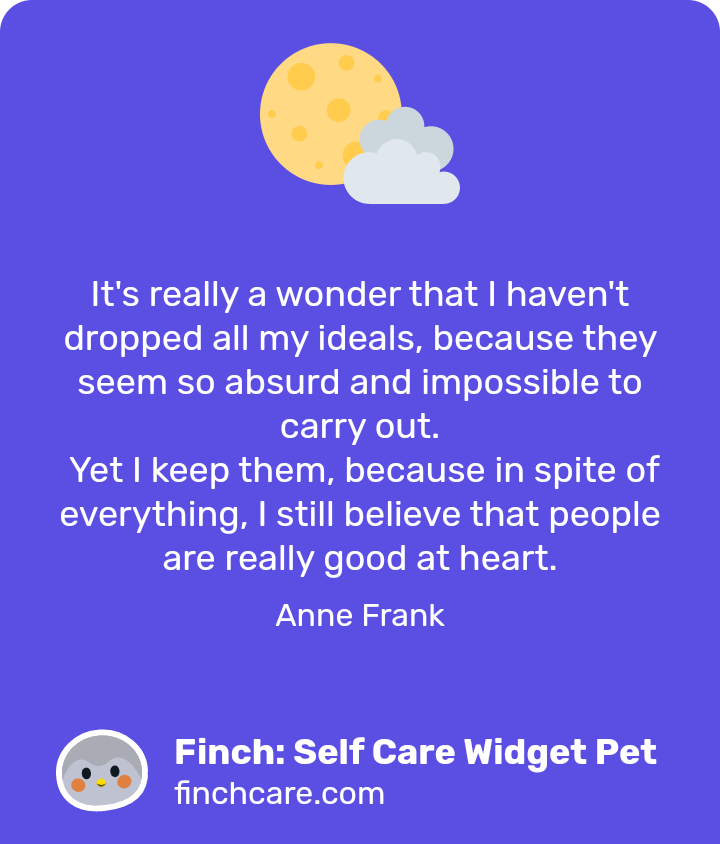 It's really a wonder that I haven't
dropped all my ideals, because they
seem so absurd and impossible to
carry out.
Yet I keep them, because in spite of
everything, I still believe that people
are really good at heart.
Anne Frank
Finch: Self Care Widget Pet
finchcare.com